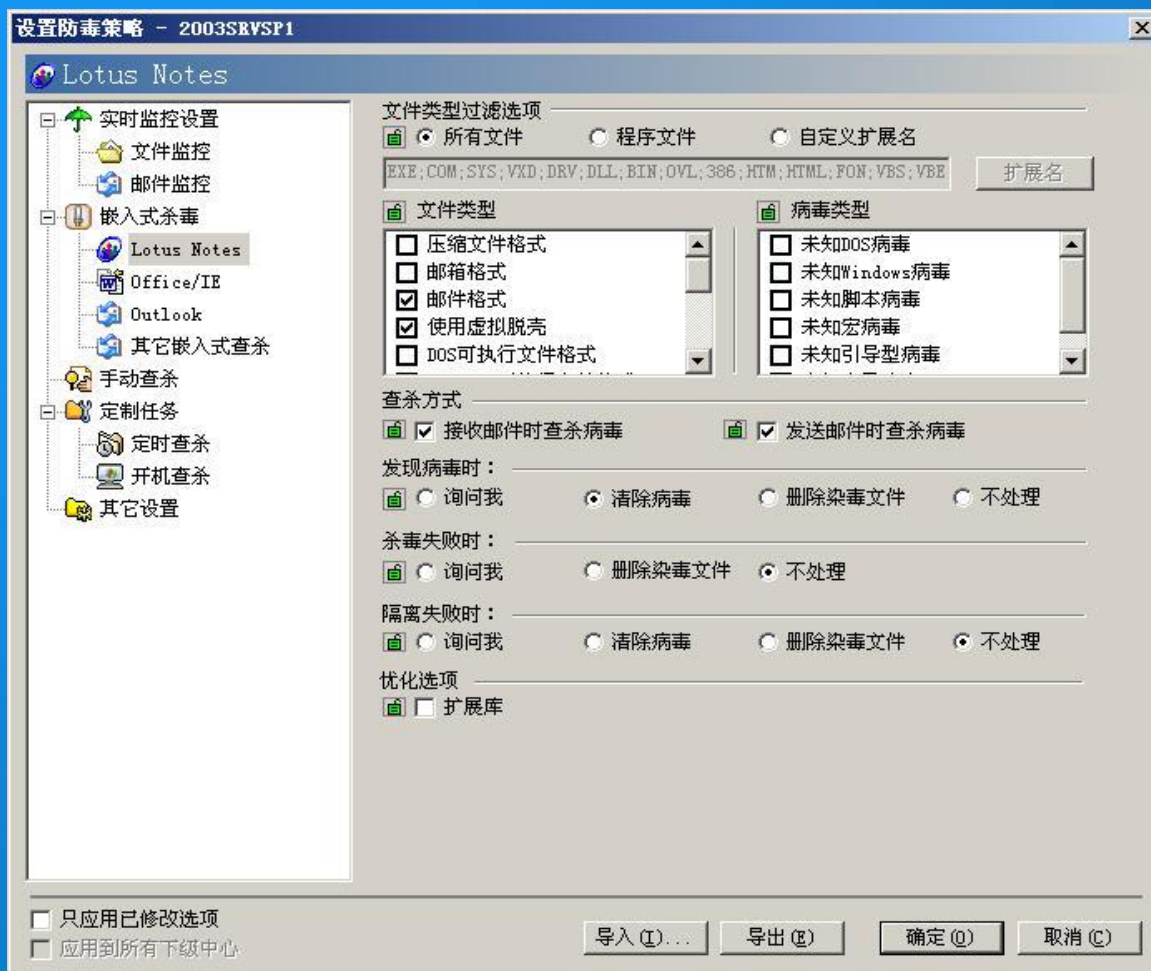 设置防毒策略 - 2003SRVSP1
Lotus Notes
实时监控设置
文件监控
邮件监控
嵌入式杀毒
Lotus Notes
Office/IE
Outlook
其它嵌入式查杀
手动查杀
定制任务
定时查杀
开机查杀
其它设置
文件类型过滤选项
所有文件 程序文件 自定义扩展名
EXE;COM;SYS;VXD;DRV;DLL;BIN;OVL;386;HTM;HTML;FON;VBS;VBE 扩展名
文件类型 病毒类型
压缩文件格式 未知DOS病毒
邮箱格式 未知Windows病毒
邮件格式 未知脚本病毒
使用虚拟脱壳 未知宏病毒
DOS可执行文件格式 未知引导型病毒
查杀方式
接收邮件时查杀病毒 发送邮件时查杀病毒
发现病毒时：
询问我 清除病毒 删除染毒文件 不处理
杀毒失败时：
询问我 删除染毒文件 不处理
隔离失败时：
询问我 清除病毒 删除染毒文件 不处理
优化选项
扩展库
只应用已修改选项
应用到所有下级中心
导入(I)... 导出(E) 确定(O) 取消(C)